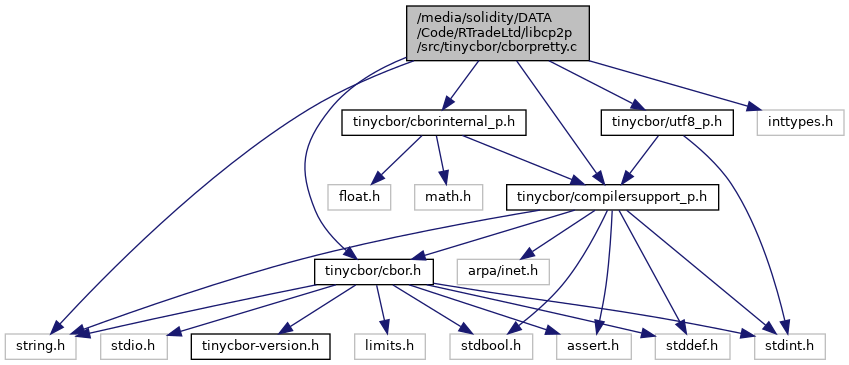 /media/solidity/DATA
/Code/RTradeLtd/libcp2p
/src/tinycbor/cborpretty.c
tinycbor/cborinternal_p.h
tinycbor/utf8_p.h
inttypes.h
float.h
math.h
tinycbor/compilersupport_p.h
tinycbor/cbor.h
arpa/inet.h
string.h
stdio.h
tinycbor-version.h
limits.h
stdbool.h
assert.h
stddef.h
stdint.h